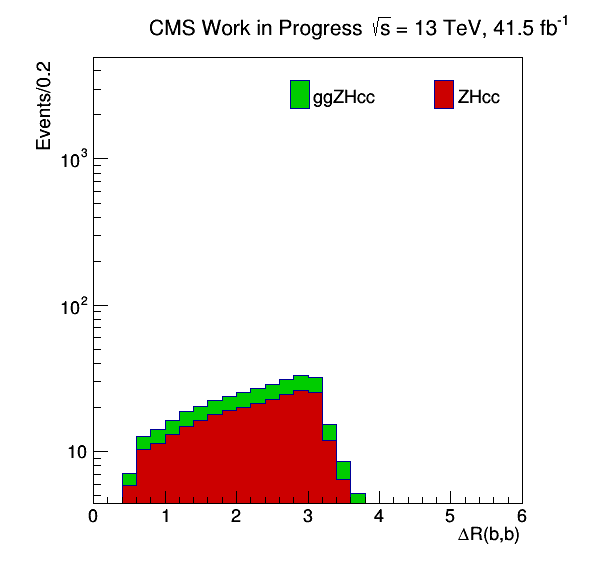 CMS Work in Progress √s = 13 TeV, 41.5 fb⁻¹
Events/0.2
ggZHcc ZHcc
10³
10²
10
0 1 2 3 4 5 6
ΔR(b,b)